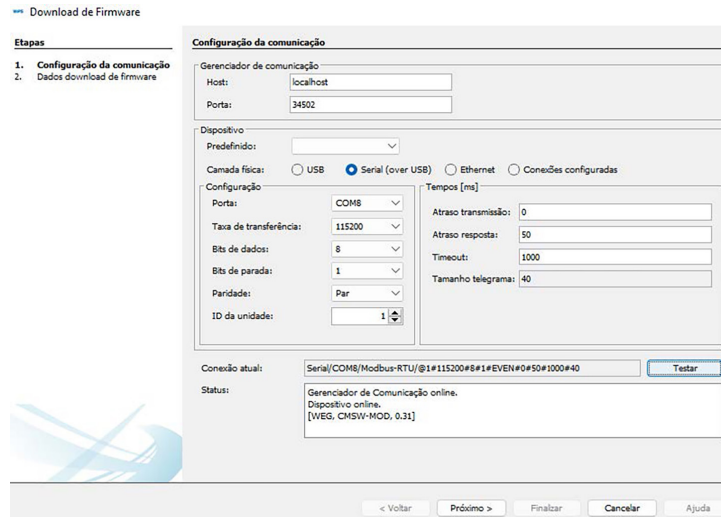 Download de Firmware
Etapas
1. Configuração da comunicação
2. Dados download de firmware
Configuração da comunicação
Gerenciador de comunicação
Host: localhost
Porta: 34502
Dispositivo
Predefinido:
Camada física: USB Serial (over USB) Ethernet Conexões configuradas
Configuração
Porta: COM8
Taxa de transferência: 115200
Bits de dados: 8
Bits de parada: 1
Paridade: Par
ID da unidade: 1
Tempos [ms]
Atraso transmissão: 0
Atraso resposta: 50
Timeout: 1000
Tamanho telegrama: 40
Conexão atual: Serial/COM8/Modbus-RTU/@1#115200#8#1#EVEN#0#50#1000#40 Testar
Status: Gerenciador de Comunicação online.
Dispositivo online.
[WEG, CMSW-MOD, 0.31]
< Voltar Próximo > Finalizar Cancelar Ajuda